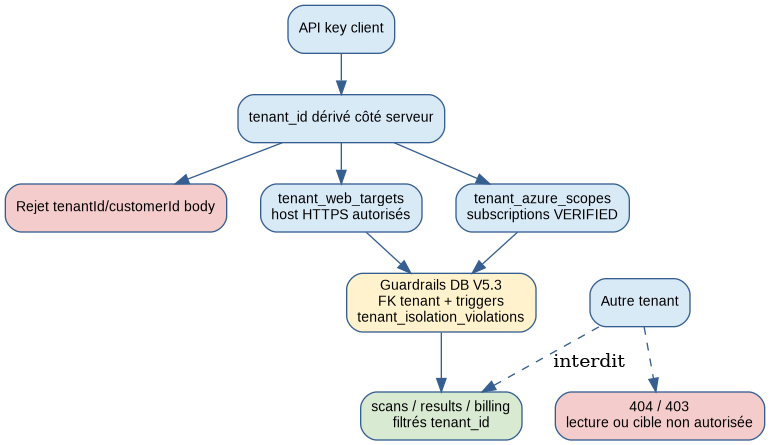 API key client
tenant_id dérivé côté serveur
Rejet tenantId/customerId body
tenant_web_targets
host HTTPS autorisés
tenant_azure_scopes
subscriptions VERIFIED
Guardrails DB V5.3
FK tenant + triggers
tenant_isolation_violations
Autre tenant
interdit
scans / results / billing
filtrés tenant_id
404 / 403
lecture ou cible non autorisée